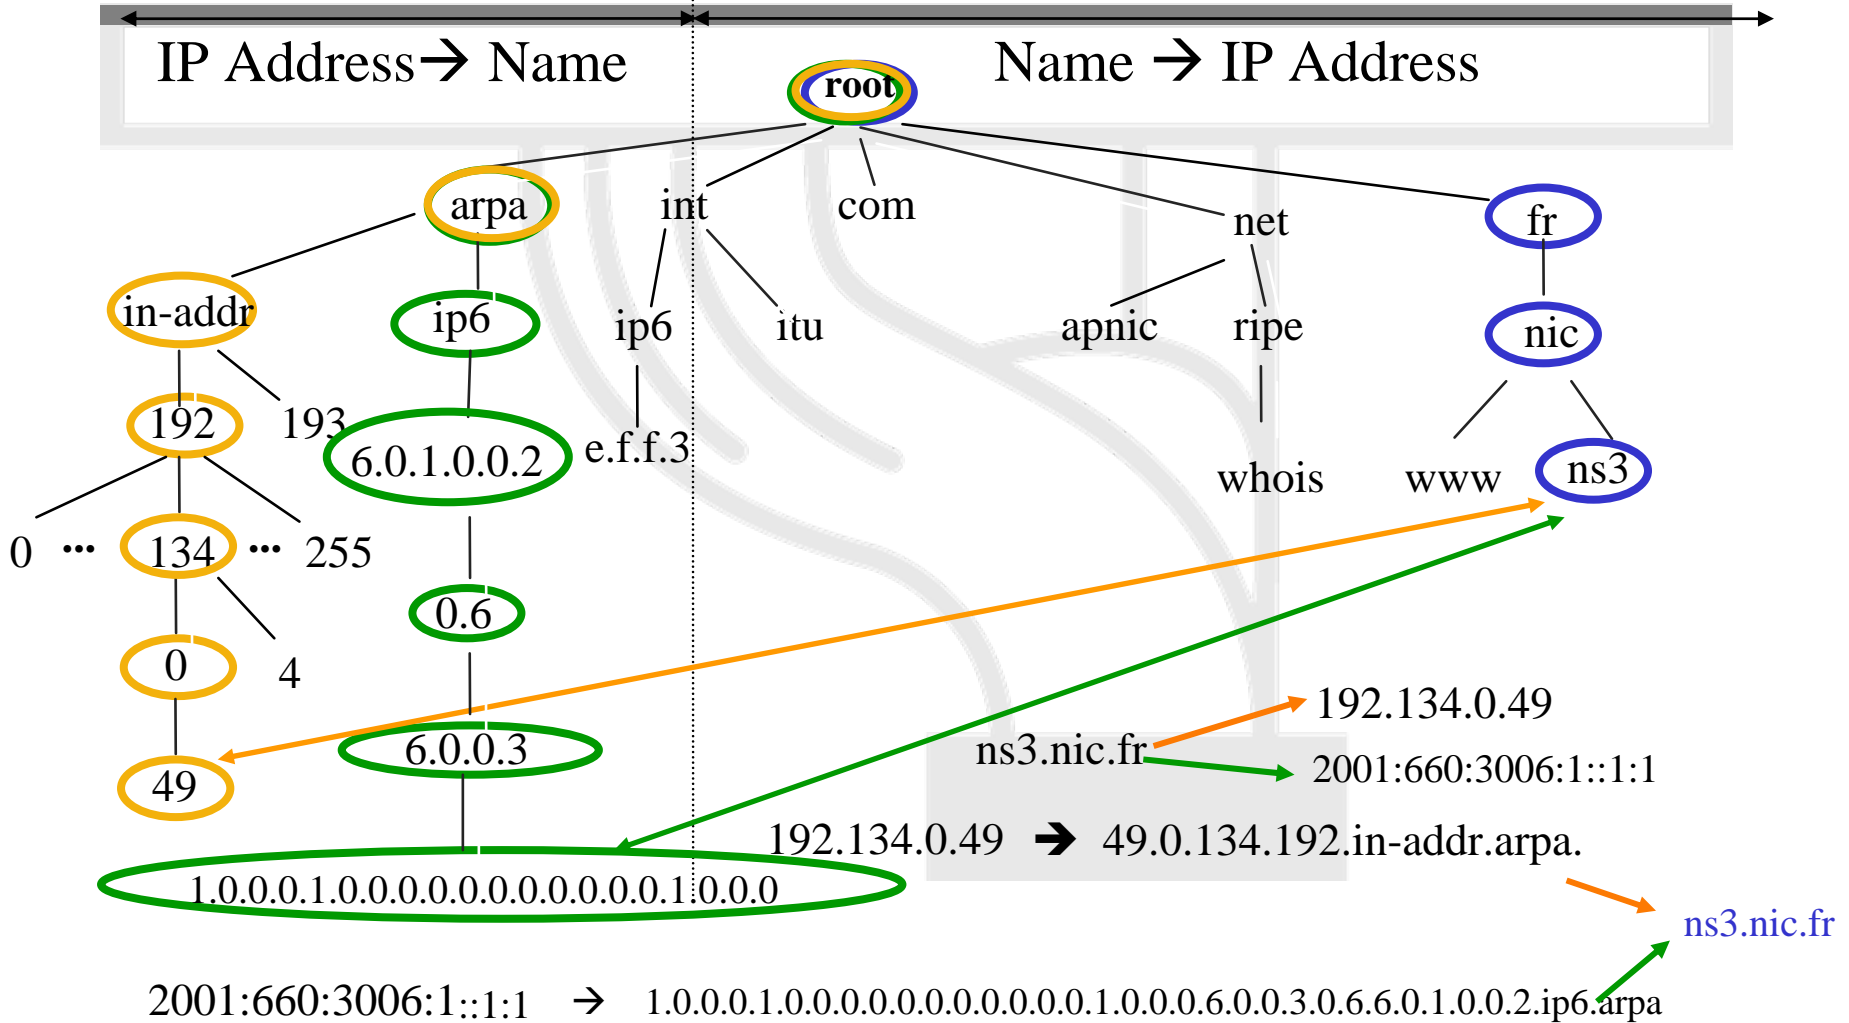 IP Address→ Name
Name → IP Address
root
arpa
int
com
net
fr
in-addr
ip6
ip6
itu
apnic
ripe
nic
192
193
6.0.1.0.0.2
e.f.f.3
whois
www
ns3
0 ... 134 ... 255
0.6
0
4
49
6.0.0.3
ns3.nic.fr
192.134.0.49
2001:660:3006:1::1:1
192.134.0.49 → 49.0.134.192.in-addr.arpa.
1.0.0.0.1.0.0.0.0.0.0.0.0.0.0.0.1.0.0.0
ns3.nic.fr
2001:660:3006:1::1:1 → 1.0.0.0.1.0.0.0.0.0.0.0.0.0.0.0.1.0.0.0.6.0.0.3.0.6.6.0.1.0.0.2.ip6.arpa